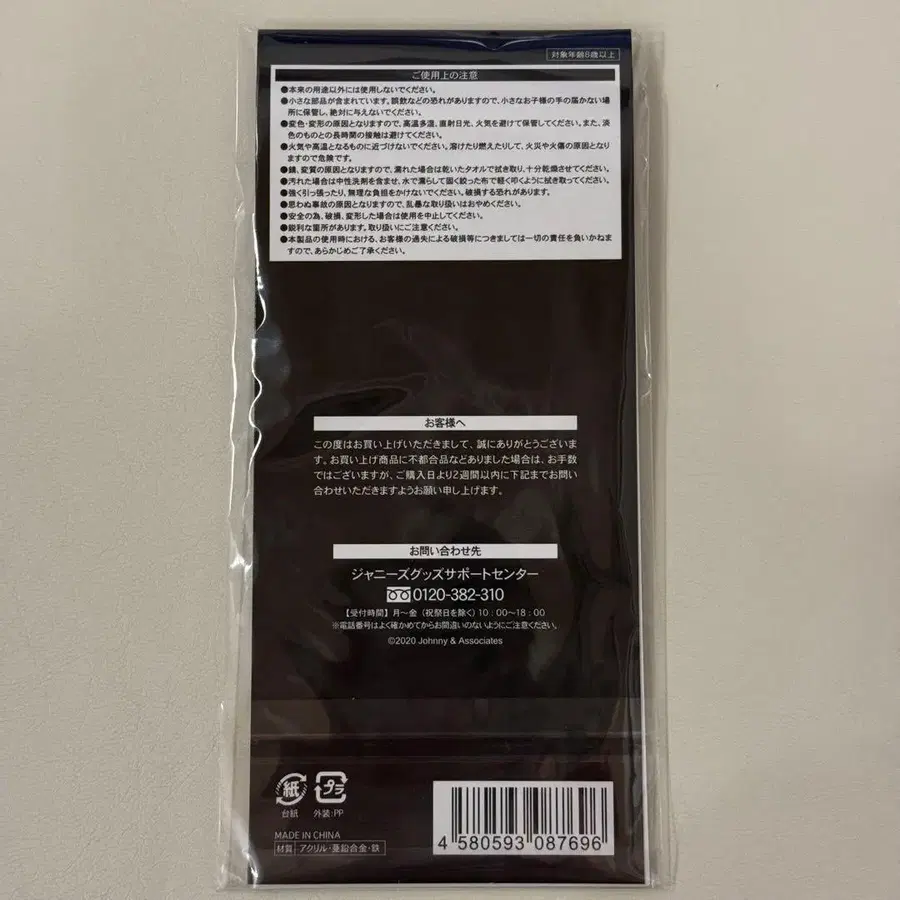 対象年齢8歳以上
ご使用上の注意
●本来の用途以外には使用しないでください。
●小さな部品が含まれています。誤飲などの恐れがありますので、小さなお子様の手の届かない場
所に保管し、絶対に与えないでください。
●変色・変形の原因となりますので、高温多湿、直射日光、火気を避けて保管してください。また、淡
色のものとの長時間の接触は避けてください。
●火気や高温となるものに近づけないでください。溶けたり燃えたりして、火災や火傷の原因となり
ますので危険です。
●錆、変質の原因となりますので、濡れた場合は乾いたタオルで拭き取り、十分乾燥させてください。
●汚れた場合は中性洗剤を含ませ、水で濡らして固く絞った布で軽く叩くように拭き取ってください。
●強く引っ張ったり、無理な負担をかけないでください。破損する恐れがあります。
●思わぬ事故の原因となりますので、乱暴な取り扱いはおやめください。
●安全の為、破損、変形した場合は使用を中止してください。
●鋭利な箇所があります。取り扱いにご注意ください。
●本製品の使用時における、お客様の過失による破損等につきましては一切の責任を負いかねま
すので、あらかじめご了承ください。
お客様へ
この度はお買い上げいただきまして、誠にありがとうございま
す。お買い上げ商品に不都合品などありました場合は、お手数
ではございますが、ご購入日より2週間以内に下記までお問い
合わせいただきますようお願い申し上げます。
お問い合わせ先
ジャニーズグッズサポートセンター
0120-382-310
【受付時間】月〜金（祝祭日を除く）10：00〜18：00
※電話番号はよく確かめてからお間違いのないようにご注意ください。
©2020 Johnny & Associates
紙 プラ
台紙 外装:PP
MADE IN CHINA
材質 アクリル・亜鉛合金・鉄
4 580593 087696